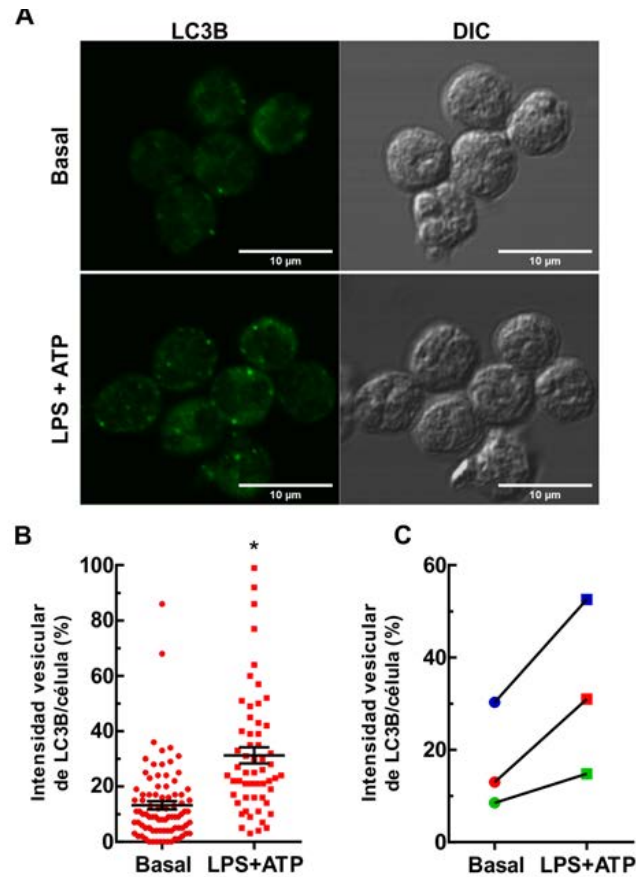 A
LC3B DIC
Basal
10 µm 10 µm
LPS + ATP
10 µm 10 µm
B
Intensidad vesicular
de LC3B/célula (%)
100
80
60
40
20
0
*
Basal LPS+ATP
C
Intensidad vesicular
de LC3B/célula (%)
60
40
20
0
Basal LPS+ATP